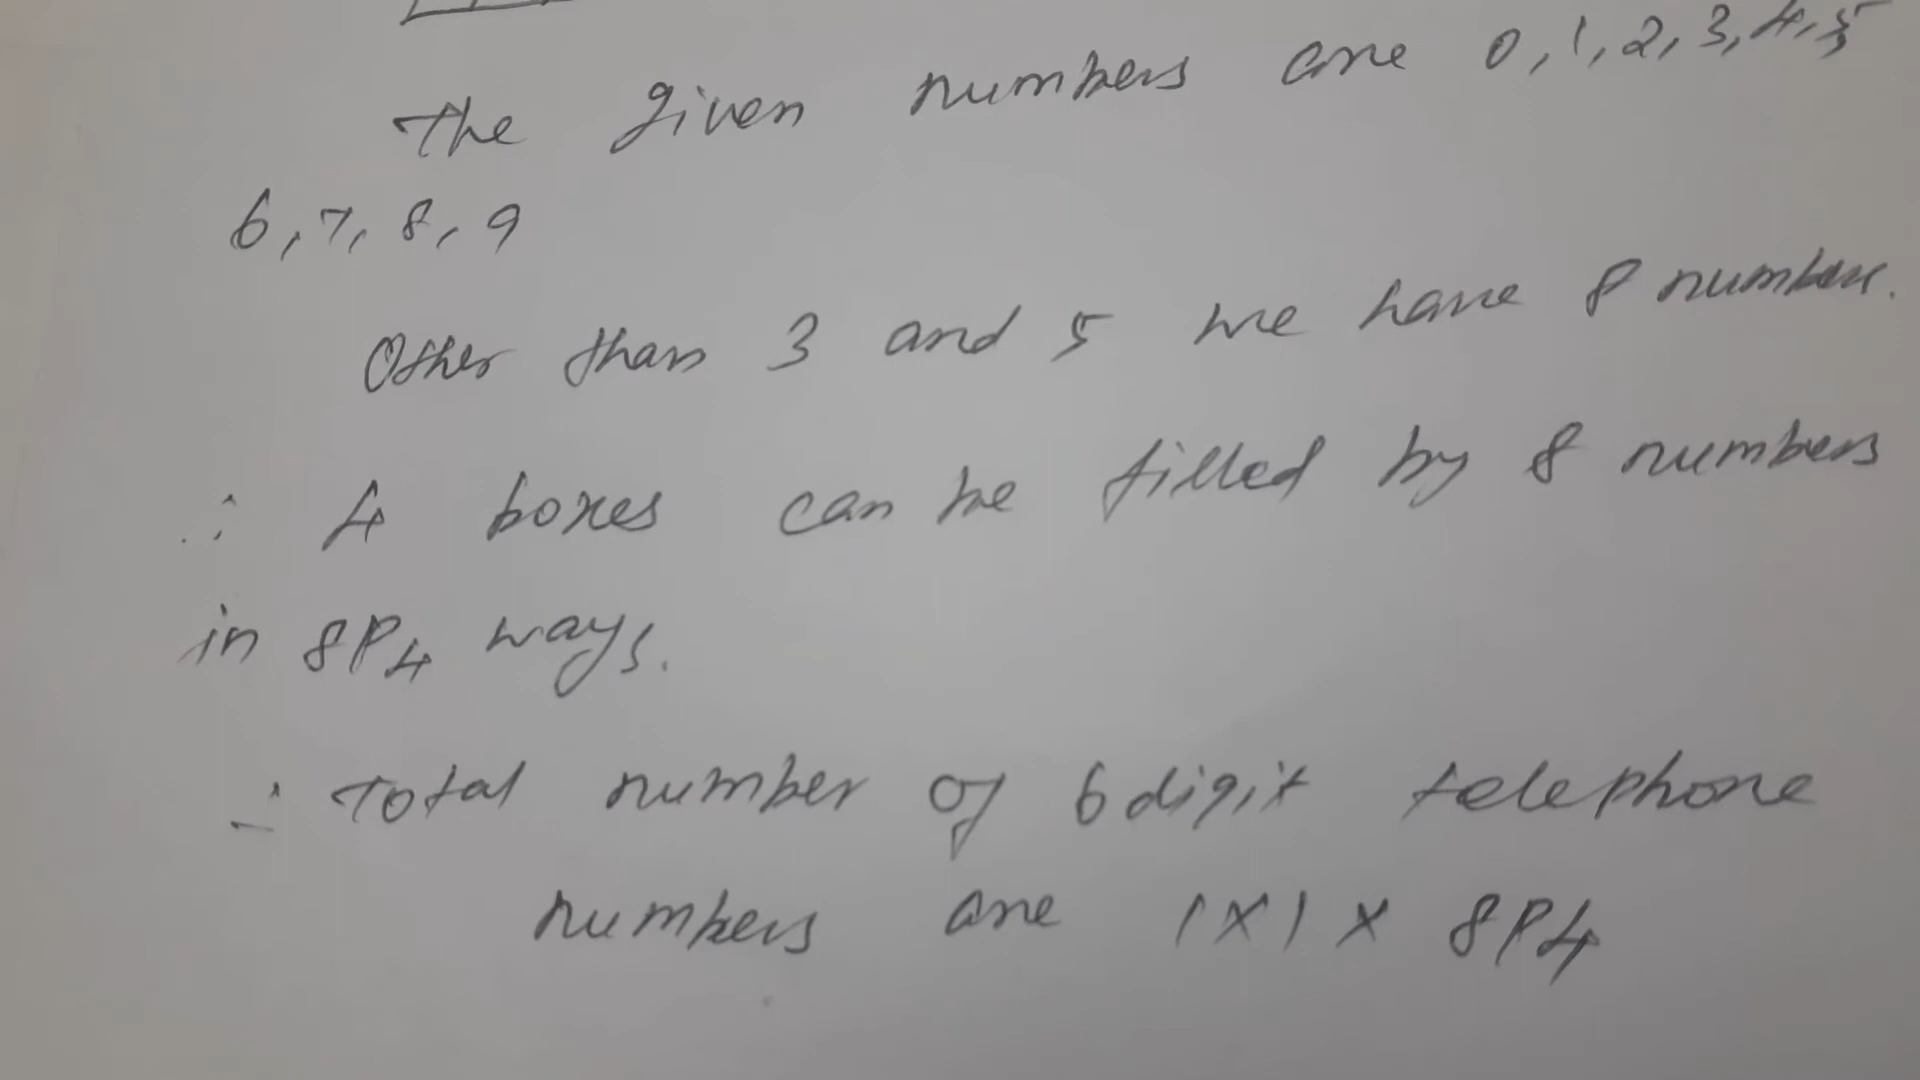 The given numbers are 0, 1, 2, 3, 4, 5
6, 7, 8, 9
Other than 3 and 5 we have 8 number.
∴ 4 boxes can be filled by 8 numbers
in 8P4 ways.
∴ Total number of 6 digit telephone
numbers are 1 × 1 × 8P4